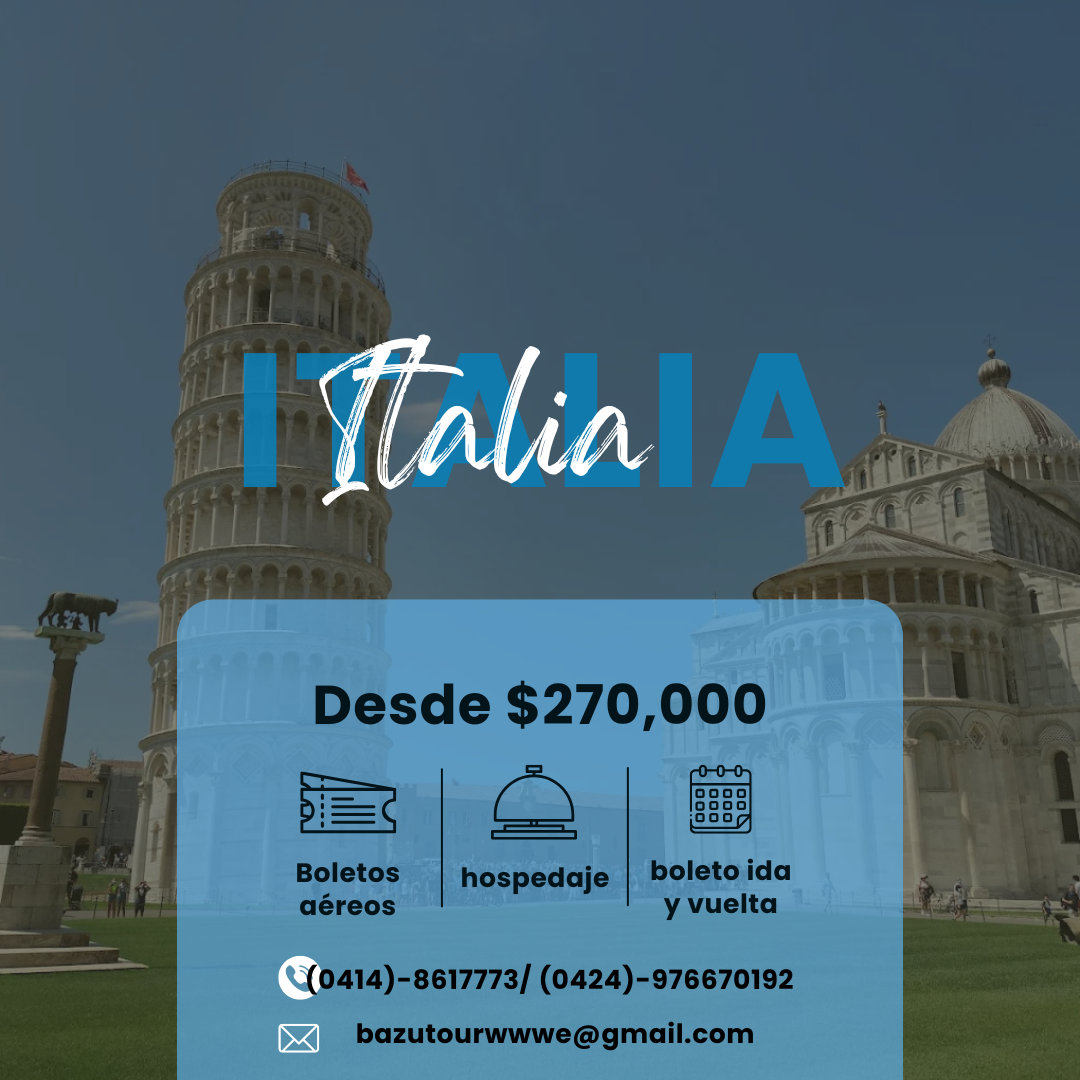 ITALIA
Italia
Desde $270,000
Boletos
aéreos
hospedaje
boleto ida
y vuelta
(0414)-8617773/ (0424)-976670192
bazutourwwwe@gmail.com